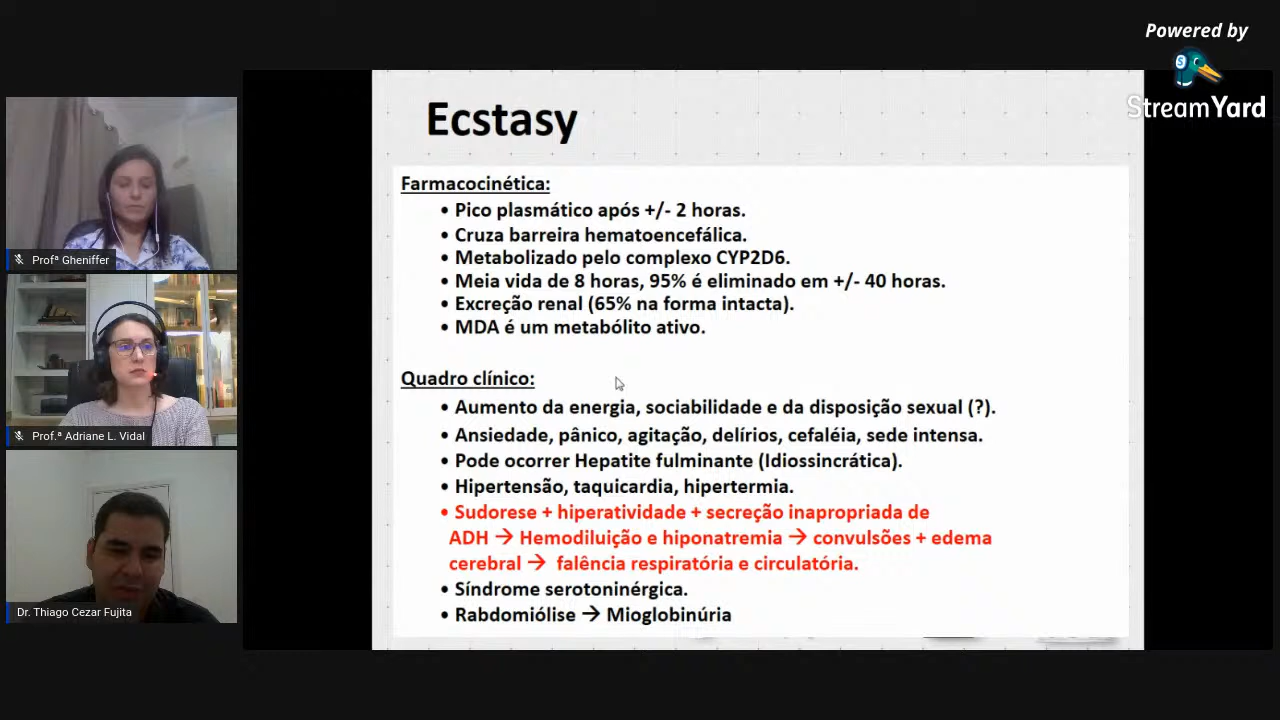 Powered by
StreamYard
Ecstasy
Farmacocinética:
• Pico plasmático após +/- 2 horas.
• Cruza barreira hematoencefálica.
• Metabolizado pelo complexo CYP2D6.
• Meia vida de 8 horas, 95% é eliminado em +/- 40 horas.
• Excreção renal (65% na forma intacta).
• MDA é um metabólito ativo.
Quadro clínico:
• Aumento da energia, sociabilidade e da disposição sexual (?).
• Ansiedade, pânico, agitação, delírios, cefaléia, sede intensa.
• Pode ocorrer Hepatite fulminante (Idiossincrática).
• Hipertensão, taquicardia, hipertermia.
• Sudorese + hiperatividade + secreção inapropriada de
ADH → Hemodiluição e hiponatremia → convulsões + edema
cerebral → falência respiratória e circulatória.
• Síndrome serotoninérgica.
• Rabdomiólise → Mioglobinúria
Profª Gheniffer
Prof.ª Adriane L. Vidal
Dr. Thiago Cezar Fujita